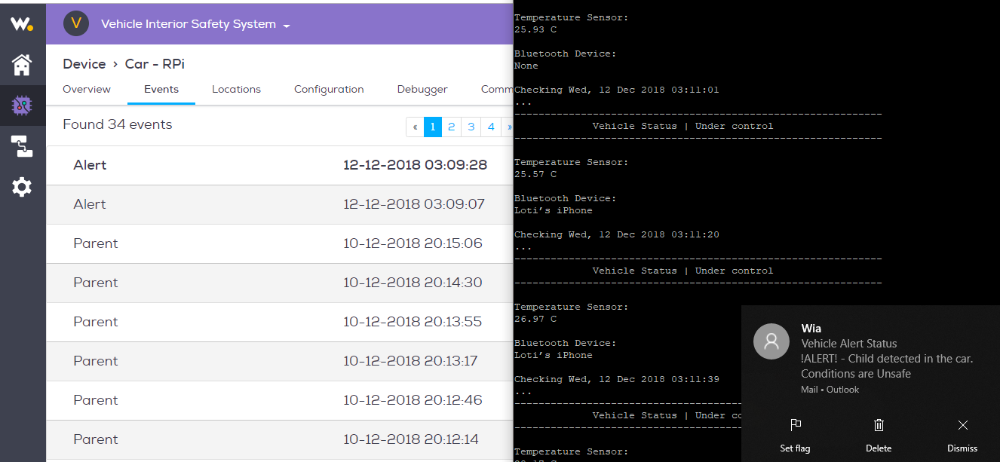 W.
V
Vehicle Interior Safety System
Device › Car - RPi
Overview
Events
Locations
Configuration
Debugger
Comm
Found 34 events
« 1 2 3 4 »
Alert 12-12-2018 03:09:28
Alert 12-12-2018 03:09:07
Parent 10-12-2018 20:15:06
Parent 10-12-2018 20:14:30
Parent 10-12-2018 20:13:55
Parent 10-12-2018 20:13:17
Parent 10-12-2018 20:12:46
Parent 10-12-2018 20:12:14
Temperature Sensor:
25.93 C
Bluetooth Device:
None
Checking Wed, 12 Dec 2018 03:11:01
...
Vehicle Status | Under control
Temperature Sensor:
25.57 C
Bluetooth Device:
Loti’s iPhone
Checking Wed, 12 Dec 2018 03:11:20
...
Vehicle Status | Under control
Temperature Sensor:
26.97 C
Bluetooth Device:
Loti’s iPhone
Checking Wed, 12 Dec 2018 03:11:39
...
Vehicle Status | Under co
Temperature Sensor:
Wia
Vehicle Alert Status
!ALERT! - Child detected in the car.
Conditions are Unsafe
Mail • Outlook
Set flag
Delete
Dismiss